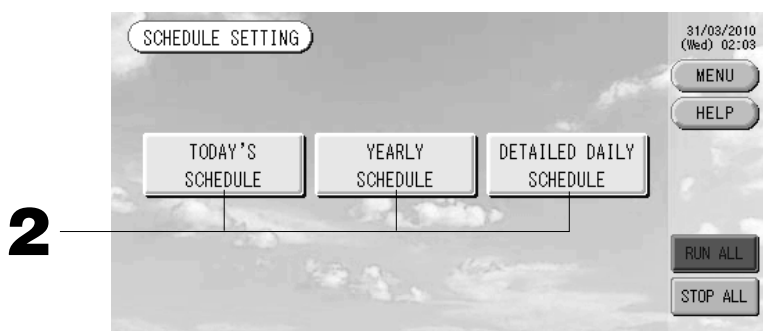 SCHEDULE SETTING
31/03/2010
(Wed) 02:03
MENU
HELP
TODAY'S
SCHEDULE
YEARLY
SCHEDULE
DETAILED DAILY
SCHEDULE
2
RUN ALL
STOP ALL